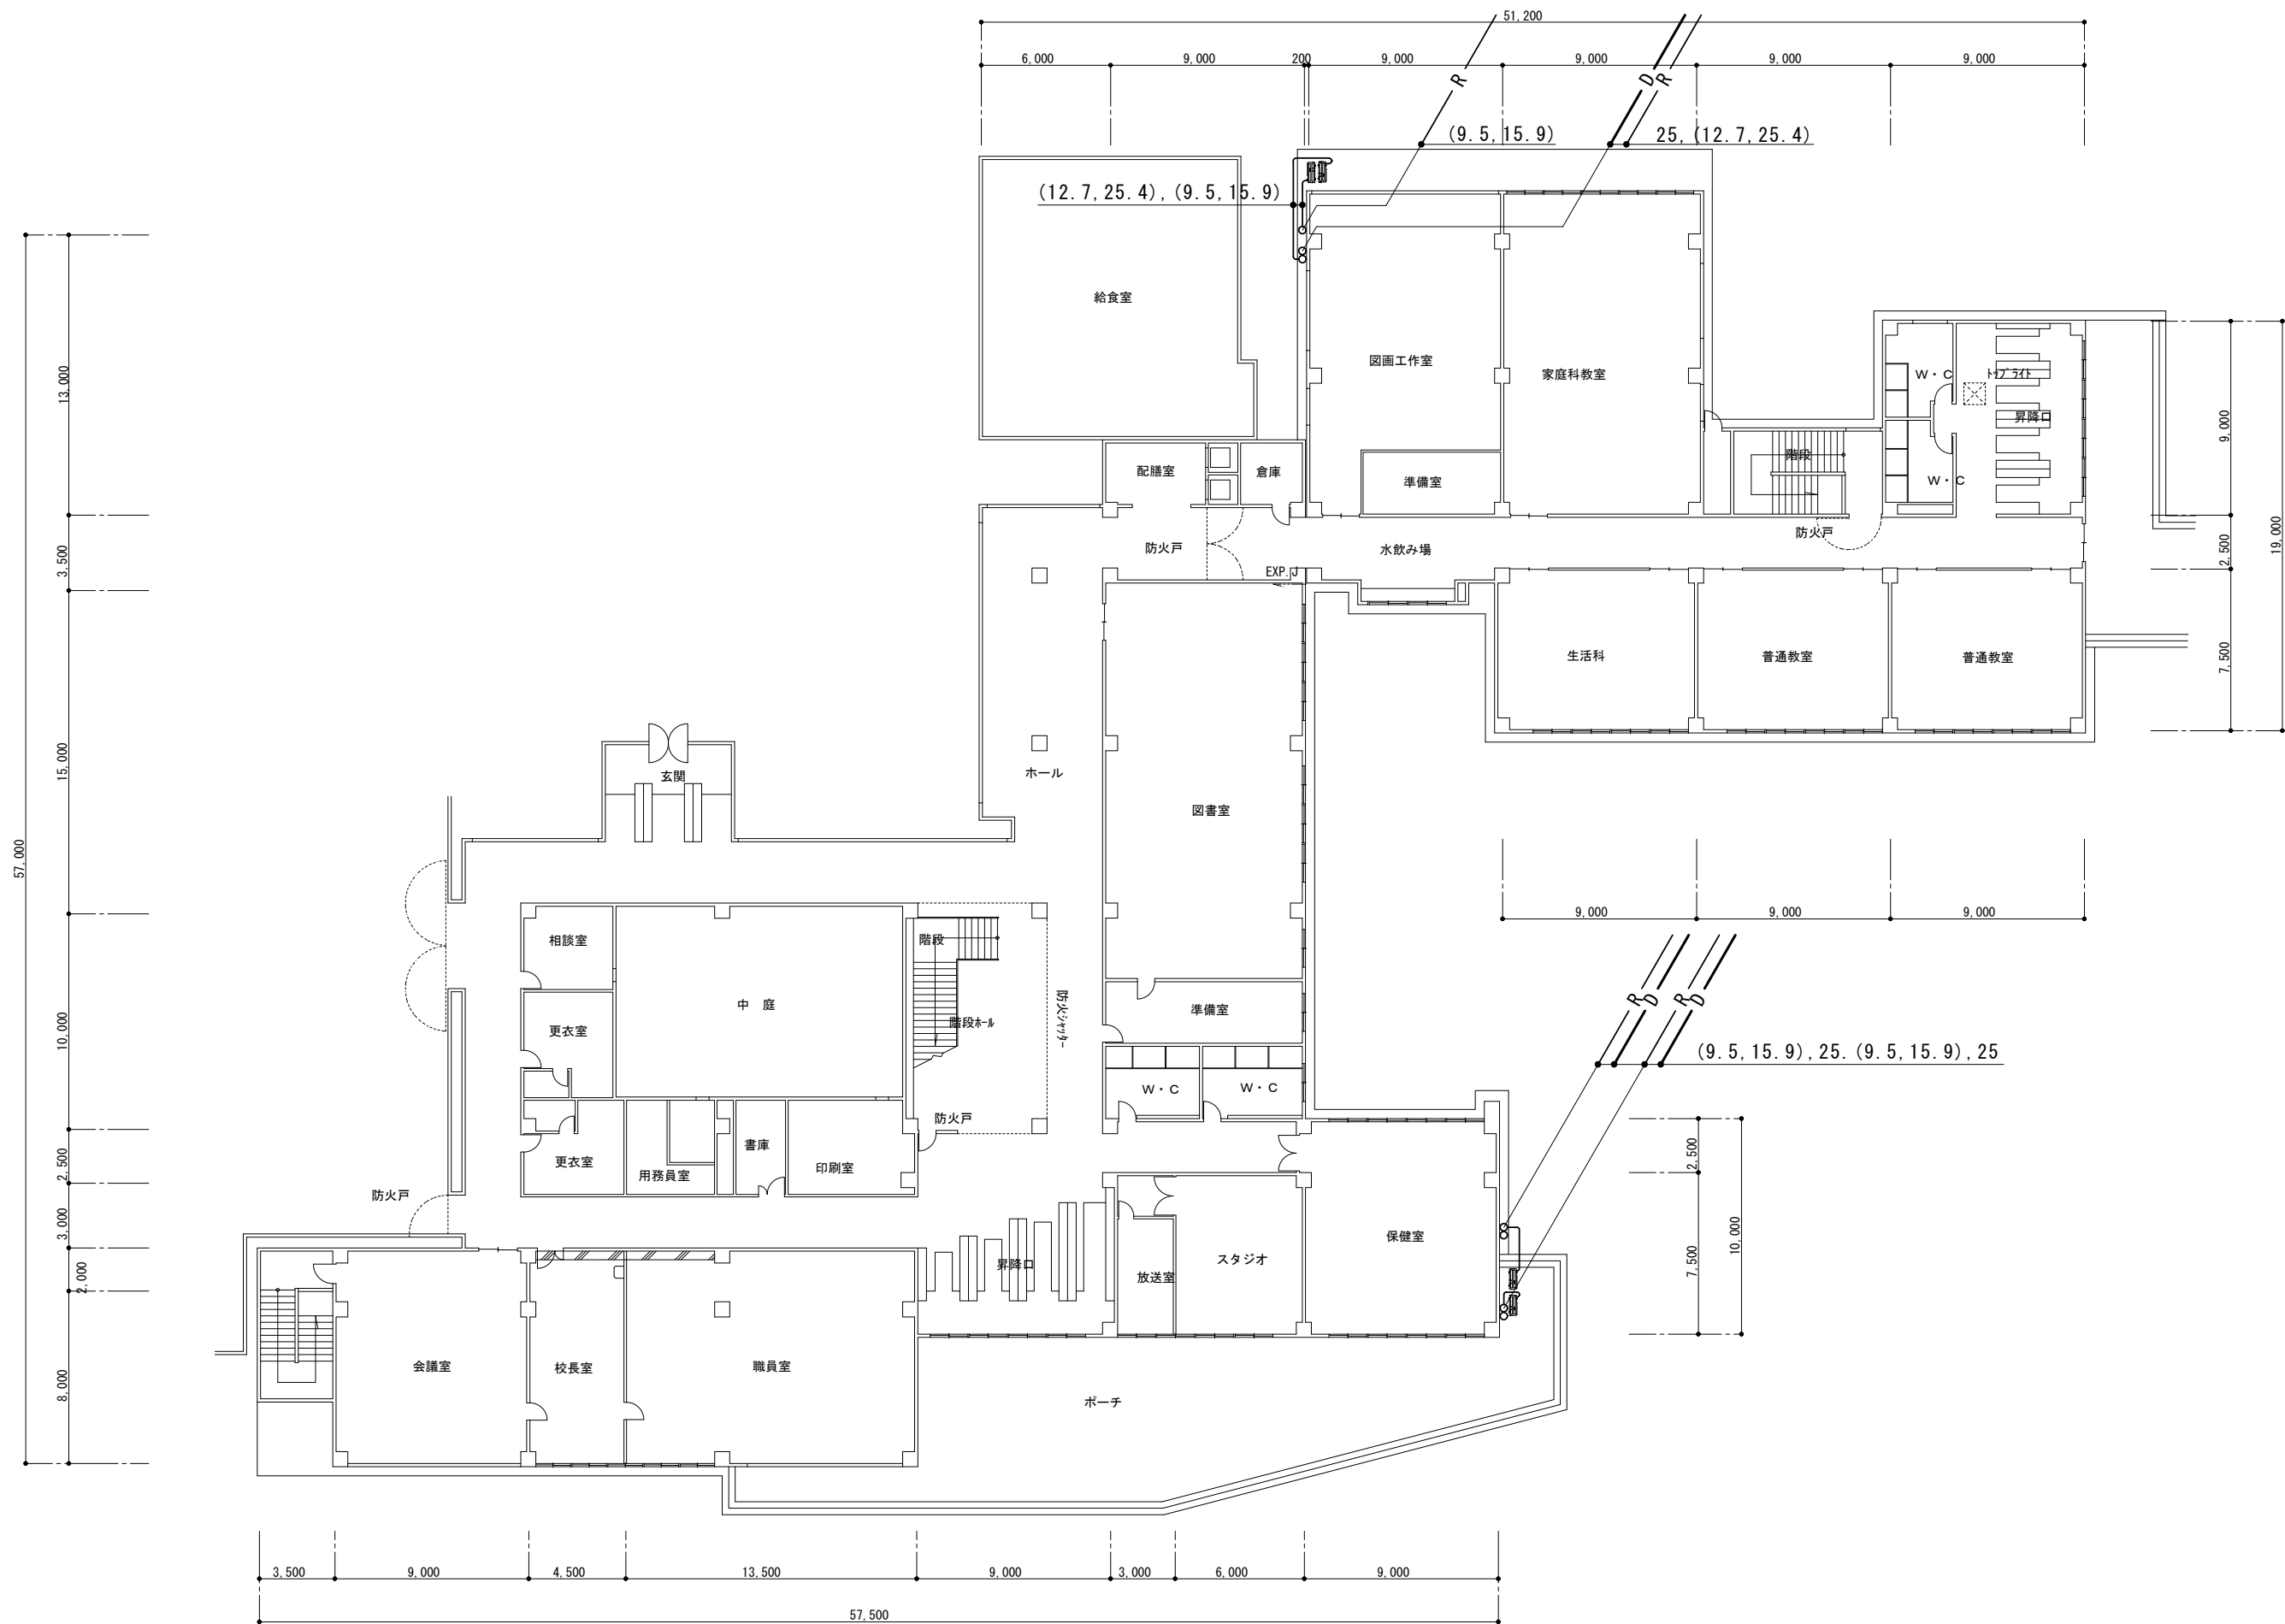 51,200
6,000 9,000 200 9,000 9,000 9,000 9,000
R D R
(9.5,15.9) 25,(12.7,25.4)
(12.7,25.4),(9.5,15.9)
給食室
図画工作室
家庭科教室
W・C
トップライト
昇降口
配膳室
倉庫
準備室
階段
W・C
防火戸
水飲み場
防火戸
EXP.J
生活科
普通教室
普通教室
13,000
3,500
15,000
10,000
2,500
3,000
2,000
8,000
57,000
9,000
2,500
7,500
19,000
玄関
ホール
図書室
9,000 9,000 9,000
相談室
階段
中 庭
更衣室
階段ホール
防火シャッター
準備室
R D R D
(9.5,15.9),25.(9.5,15.9),25
W・C
W・C
防火戸
書庫
更衣室
用務員室
印刷室
防火戸
2,500
7,500
10,000
保健室
スタジオ
昇降口
放送室
会議室
校長室
職員室
ポーチ
3,500 9,000 4,500 13,500 9,000 3,000 6,000 9,000
57,500